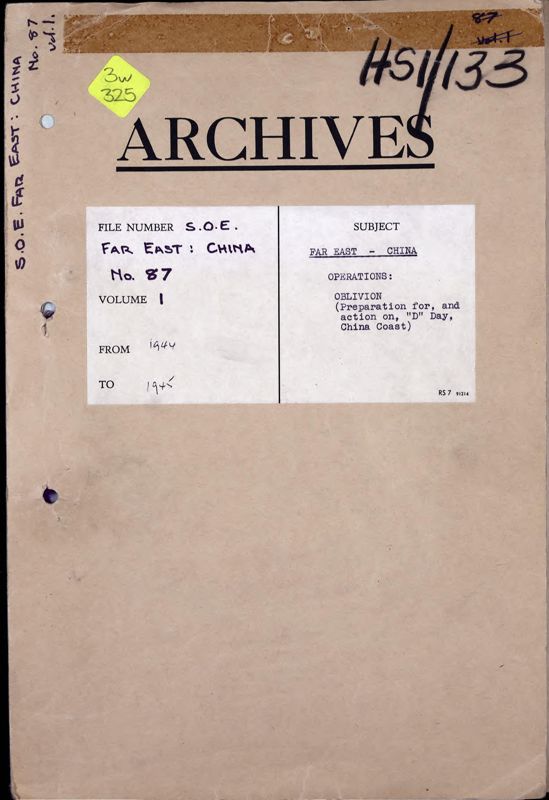 87
Vol. 1
HS1/133
3W
325
S.O.E. FAR EAST: CHINA No. 87
Vol. 1.
ARCHIVES
FILE NUMBER S.O.E.
FAR EAST: CHINA
No. 87
VOLUME 1
FROM 1944
TO 1945
SUBJECT
FAR EAST - CHINA
OPERATIONS:
OBLIVION
(Preparation for, and
action on, "D" Day,
China Coast)
RS 7 91214